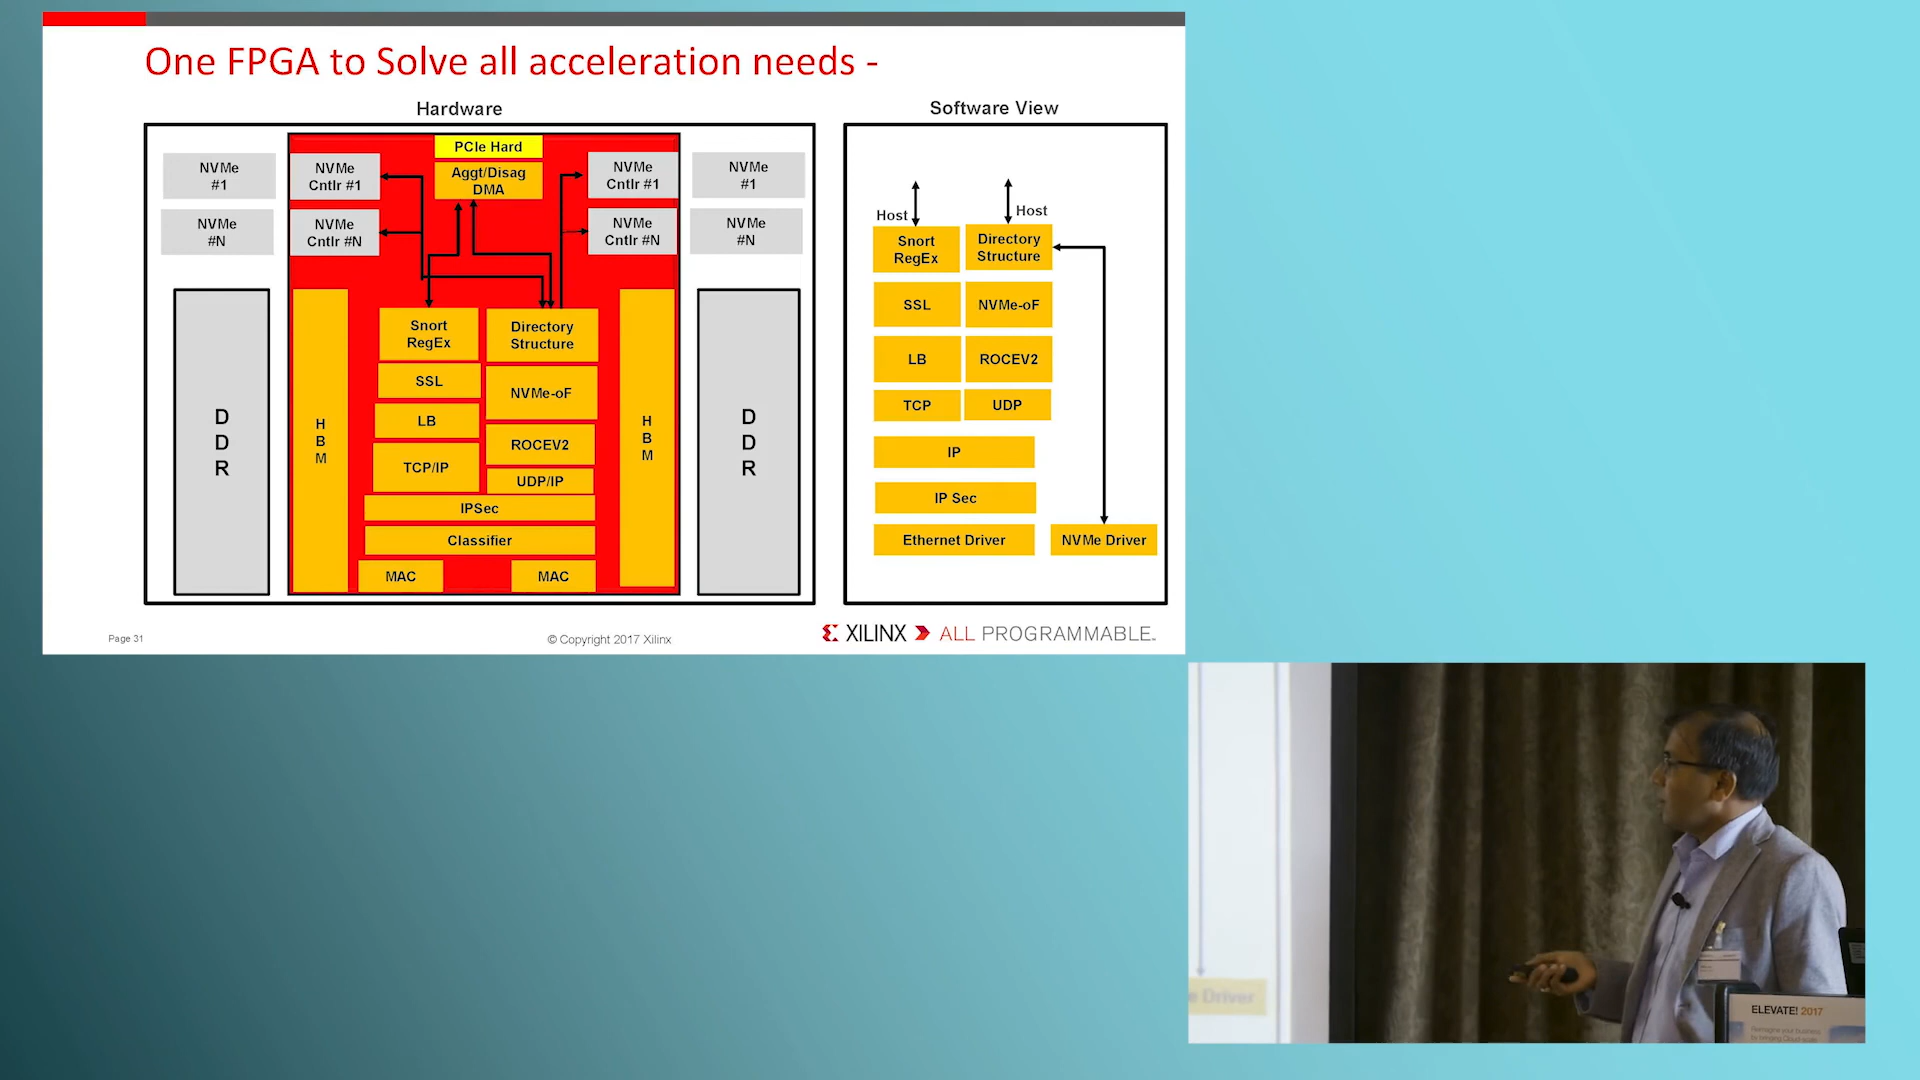 One FPGA to Solve all acceleration needs -
Hardware
Software View
NVMe
#1
NVMe
Cntlr #1
PCIe Hard
Aggt/Disag
DMA
NVMe
Cntlr #1
NVMe
#1
NVMe
#N
NVMe
Cntlr #N
NVMe
Cntlr #N
NVMe
#N
D
D
R
H
B
M
Snort
RegEx
Directory
Structure
SSL
NVMe-oF
LB
ROCEV2
TCP/IP
UDP/IP
IPSec
Classifier
MAC
MAC
H
B
M
D
D
R
Host
Host
Snort
RegEx
Directory
Structure
SSL
NVMe-oF
LB
ROCEV2
TCP
UDP
IP
IP Sec
Ethernet Driver
NVMe Driver
Page 31
© Copyright 2017 Xilinx
XILINX
ALL PROGRAMMABLE
Driver
ELEVATE! 2017
Reimagine your business